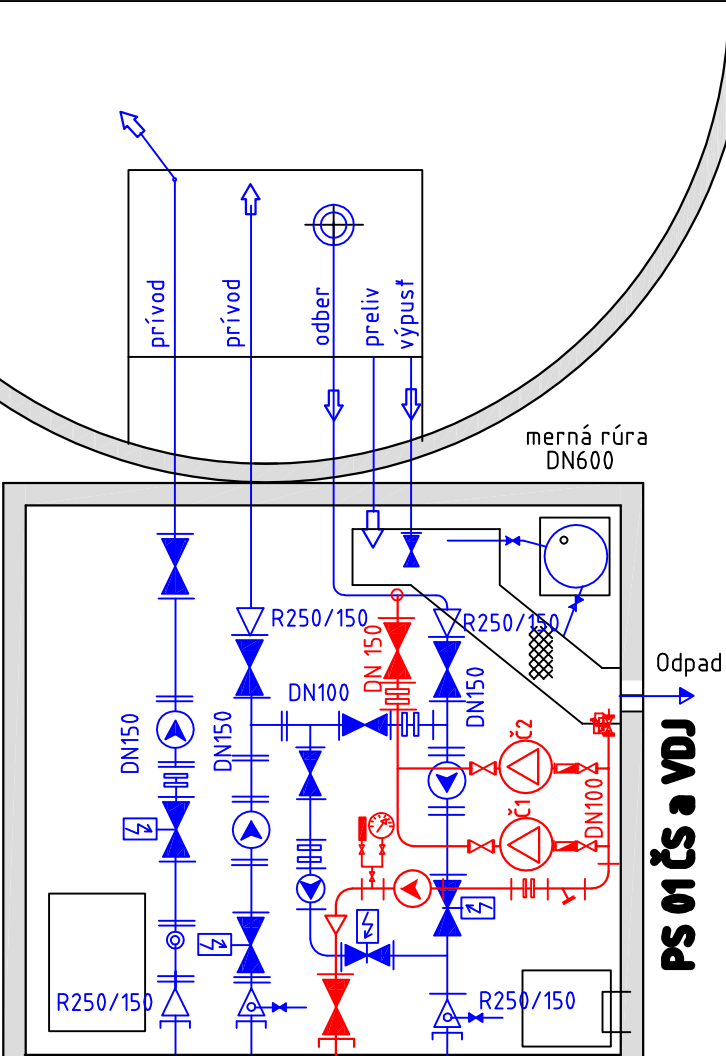 prívod
prívod
odber
preliv
výpusť
merná rúra
DN600
R250/150
DN 150
R250/150
DN150
Odpad
DN100
DN150
DN150
Č2
Č1
DN100
PS 01 ČS a VDJ
R250/150
R250/150